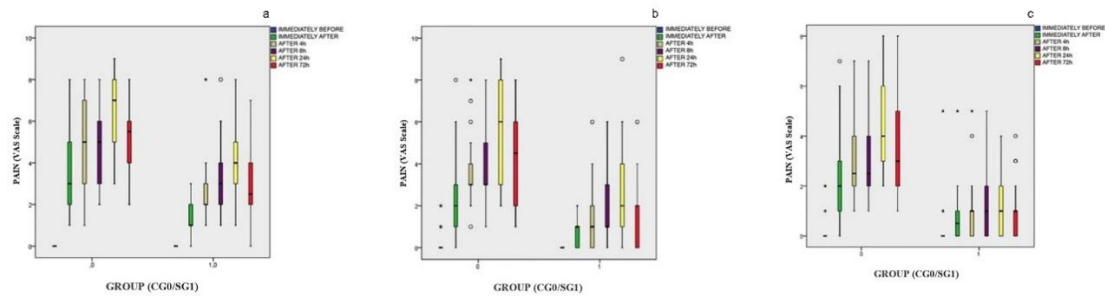 a
IMMEDIATELY BEFORE
IMMEDIATELY AFTER
AFTER 4h
AFTER 8h
AFTER 24h
AFTER 72h
10
8
6
4
2
0
PAIN (VAS Scale)
,0
1,0
GROUP (CG0/SG1)
b
IMMEDIATELY BEFORE
IMMEDIATELY AFTER
AFTER 4h
AFTER 8h
AFTER 24h
AFTER 72h
10
8
6
4
2
0
PAIN (VAS Scale)
0
1
GROUP (CG0/SG1)
c
IMMEDIATELY BEFORE
IMMEDIATELY AFTER
AFTER 4h
AFTER 8h
AFTER 24h
AFTER 72h
8
6
4
2
0
PAIN (VAS Scale)
0
1
GROUP (CG0/SG1)